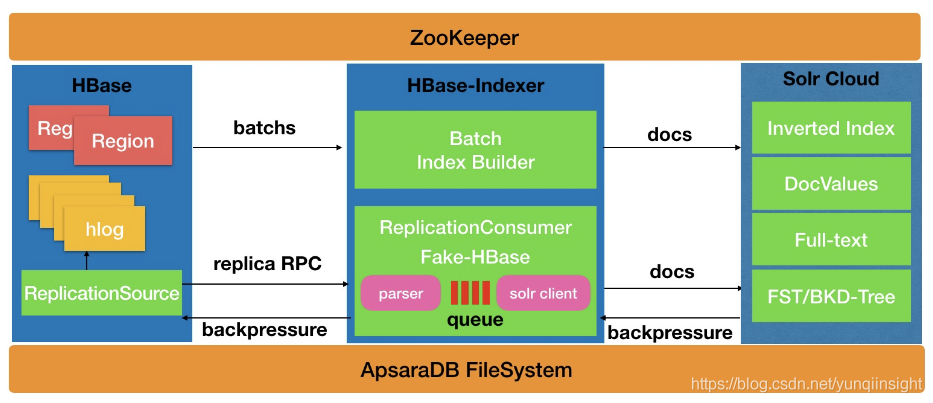 ZooKeeper
HBase
Reg
Region
hlog
ReplicationSource
batchs
replica RPC
backpressure
HBase-Indexer
Batch
Index Builder
ReplicationConsumer
Fake-HBase
parser
solr client
queue
docs
docs
backpressure
Solr Cloud
Inverted Index
DocValues
Full-text
FST/BKD-Tree
ApsaraDB FileSystem
https://blog.csdn.net/yunqiinsight